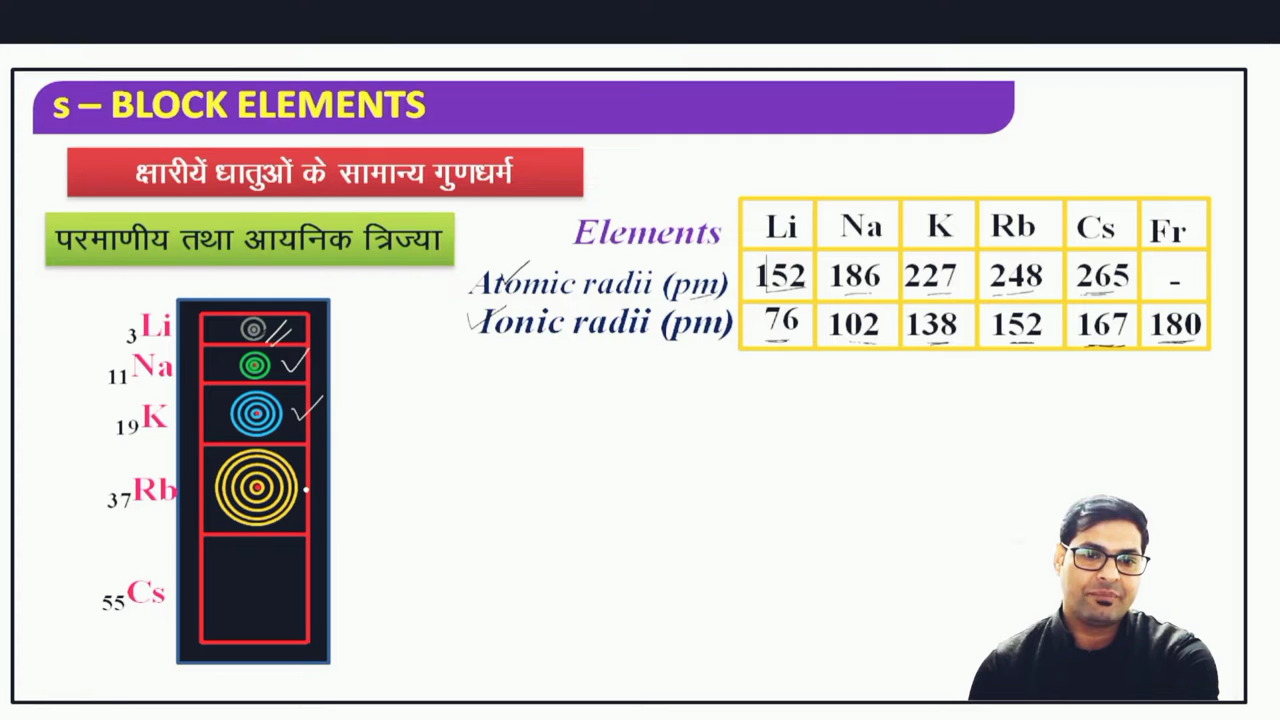 s – BLOCK ELEMENTS
क्षारीयें धातुओं के सामान्य गुणधर्म
परमाणीय तथा आयनिक त्रिज्या
Elements Li Na K Rb Cs Fr
Atomic radii (pm) 152 186 227 248 265 -
Ionic radii (pm) 76 102 138 152 167 180
3Li
11Na
19K
37Rb
55Cs